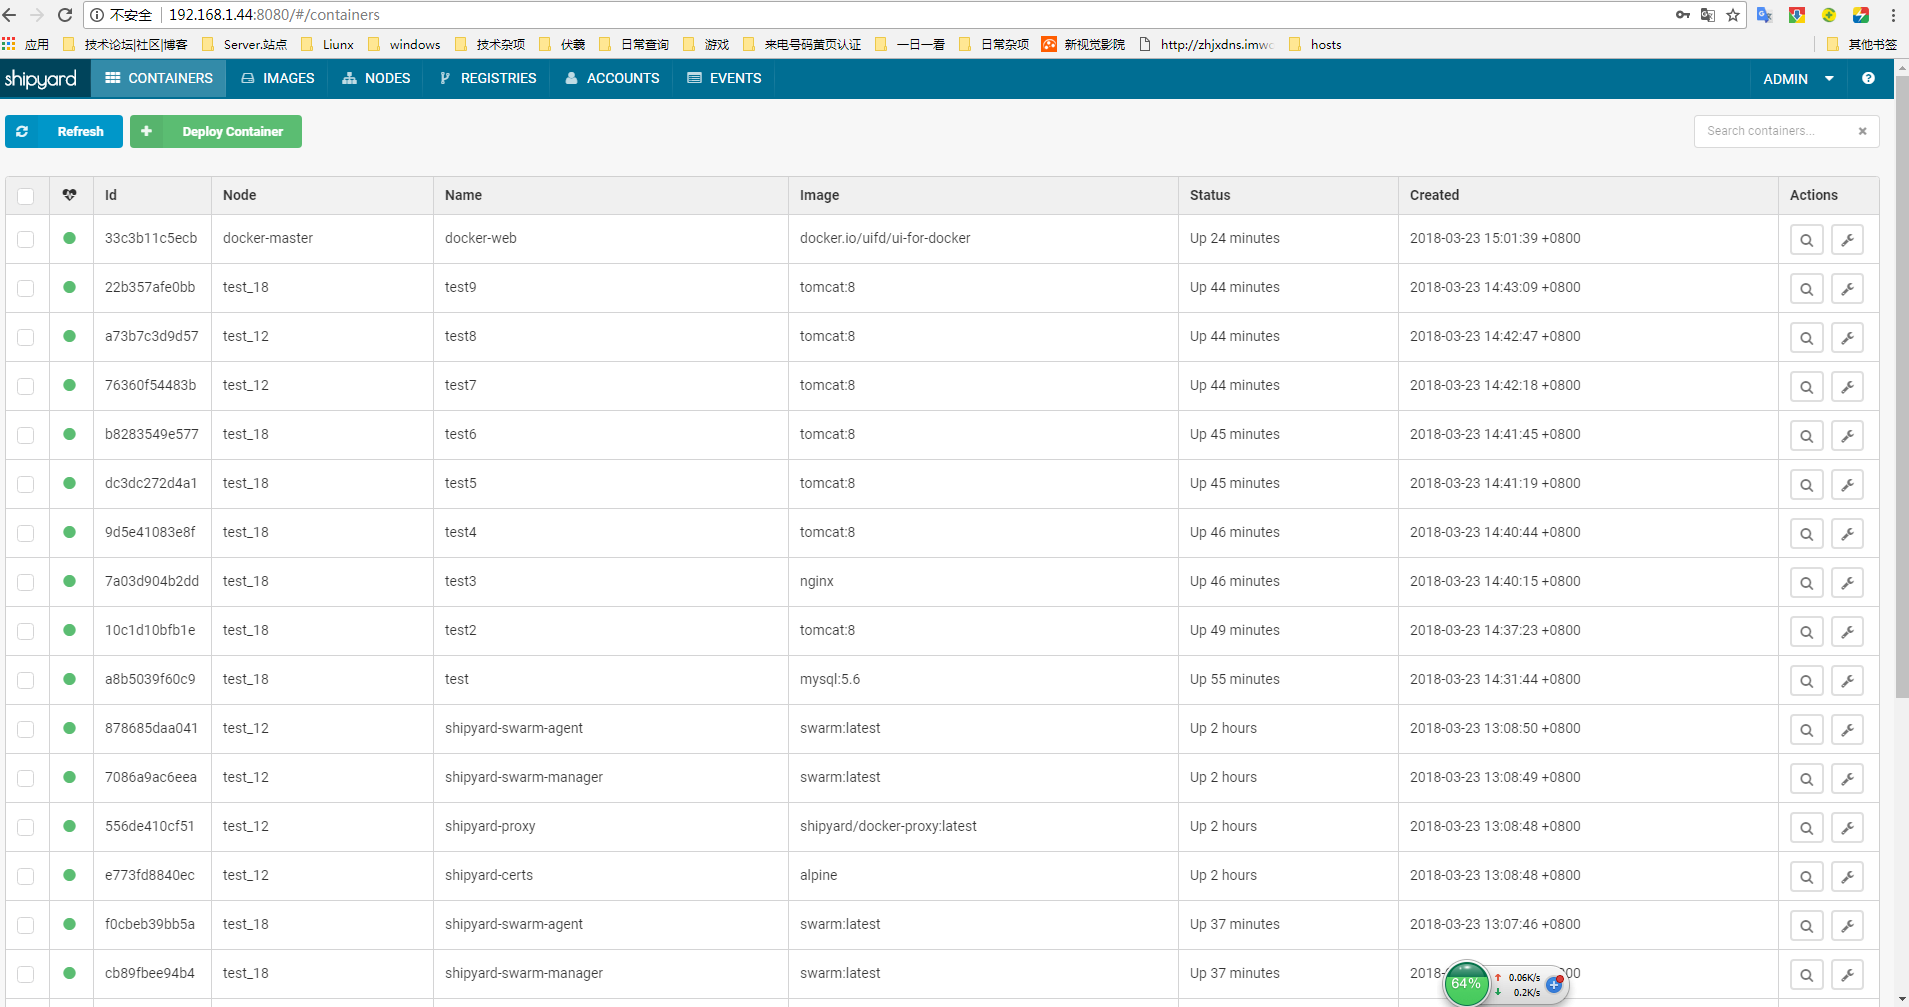 不安全 192.168.1.44:8080/#/containers
应用 技术论坛|社区|博客 Server.站点 Liunx windows 技术杂项 伏羲 日常查询 游戏 来电号码黄页认证 一日一看 日常杂项 新视觉影院 http://zhjxdns.imw hosts 其他书签
shipyard CONTAINERS IMAGES NODES REGISTRIES ACCOUNTS EVENTS ADMIN
Refresh Deploy Container Search containers...
Id Node Name Image Status Created Actions
33c3b11c5ecb docker-master docker-web docker.io/uifd/ui-for-docker Up 24 minutes 2018-03-23 15:01:39 +0800
22b357afe0bb test_18 test9 tomcat:8 Up 44 minutes 2018-03-23 14:43:09 +0800
a73b7c3d9d57 test_12 test8 tomcat:8 Up 44 minutes 2018-03-23 14:42:47 +0800
76360f54483b test_12 test7 tomcat:8 Up 44 minutes 2018-03-23 14:42:18 +0800
b8283549e577 test_18 test6 tomcat:8 Up 45 minutes 2018-03-23 14:41:45 +0800
dc3dc272d4a1 test_18 test5 tomcat:8 Up 45 minutes 2018-03-23 14:41:19 +0800
9d5e41083e8f test_18 test4 tomcat:8 Up 46 minutes 2018-03-23 14:40:44 +0800
7a03d904b2dd test_18 test3 nginx Up 46 minutes 2018-03-23 14:40:15 +0800
10c1d10bfb1e test_18 test2 tomcat:8 Up 49 minutes 2018-03-23 14:37:23 +0800
a8b5039f60c9 test_18 test mysql:5.6 Up 55 minutes 2018-03-23 14:31:44 +0800
878685daa041 test_12 shipyard-swarm-agent swarm:latest Up 2 hours 2018-03-23 13:08:50 +0800
7086a9ac6eea test_12 shipyard-swarm-manager swarm:latest Up 2 hours 2018-03-23 13:08:49 +0800
556de410cf51 test_12 shipyard-proxy shipyard/docker-proxy:latest Up 2 hours 2018-03-23 13:08:48 +0800
e773fd8840ec test_12 shipyard-certs alpine Up 2 hours 2018-03-23 13:08:48 +0800
f0cbeb39bb5a test_18 shipyard-swarm-agent swarm:latest Up 37 minutes 2018-03-23 13:07:46 +0800
cb89fbee94b4 test_18 shipyard-swarm-manager swarm:latest Up 37 minutes 2018- 00
64% 0.06K/s
0.2K/s